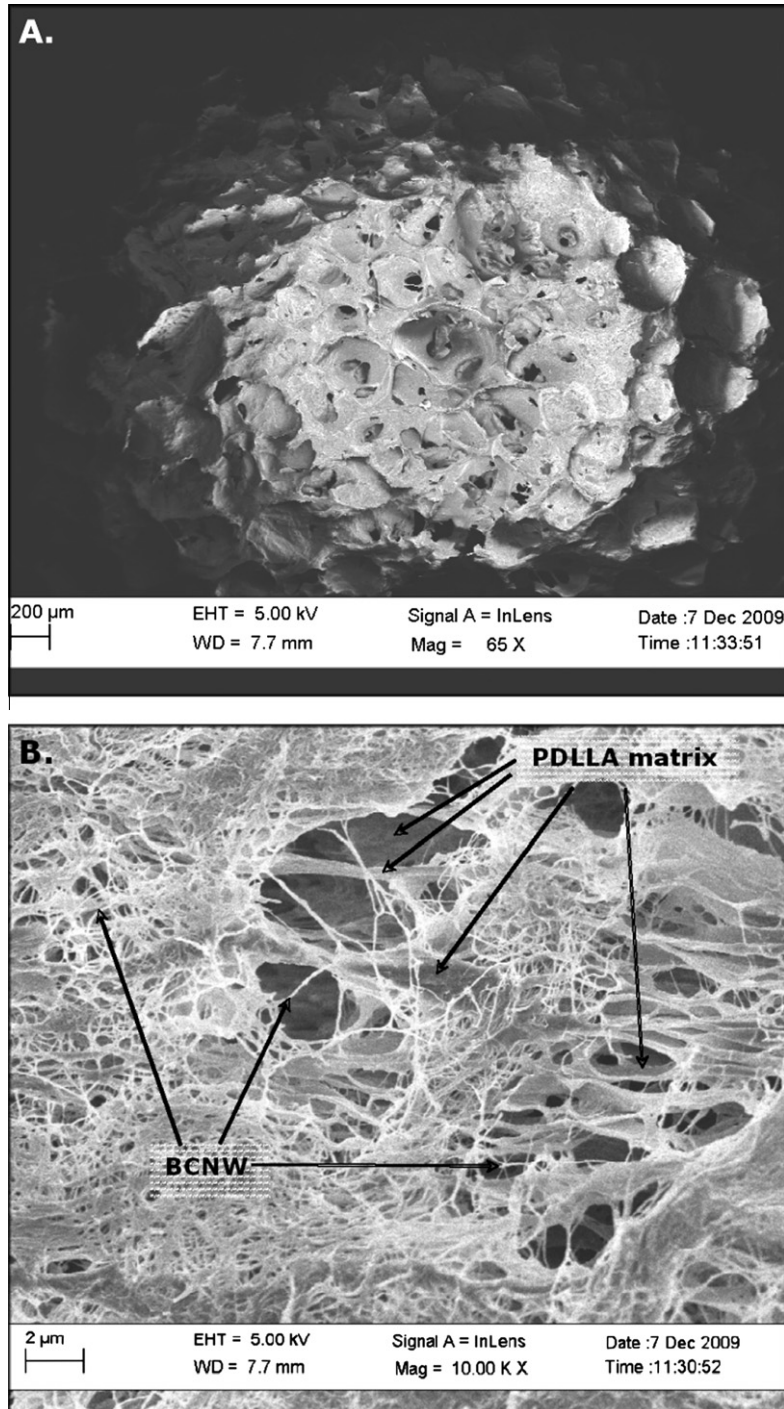 A.
200 µm
EHT = 5.00 kV
Signal A = InLens
Date :7 Dec 2009
WD = 7.7 mm
Mag = 65 X
Time :11:33:51
B.
PDLLA matrix
BCNW
2 µm
EHT = 5.00 kV
Signal A = InLens
Date :7 Dec 2009
WD = 7.7 mm
Mag = 10.00 K X
Time :11:30:52